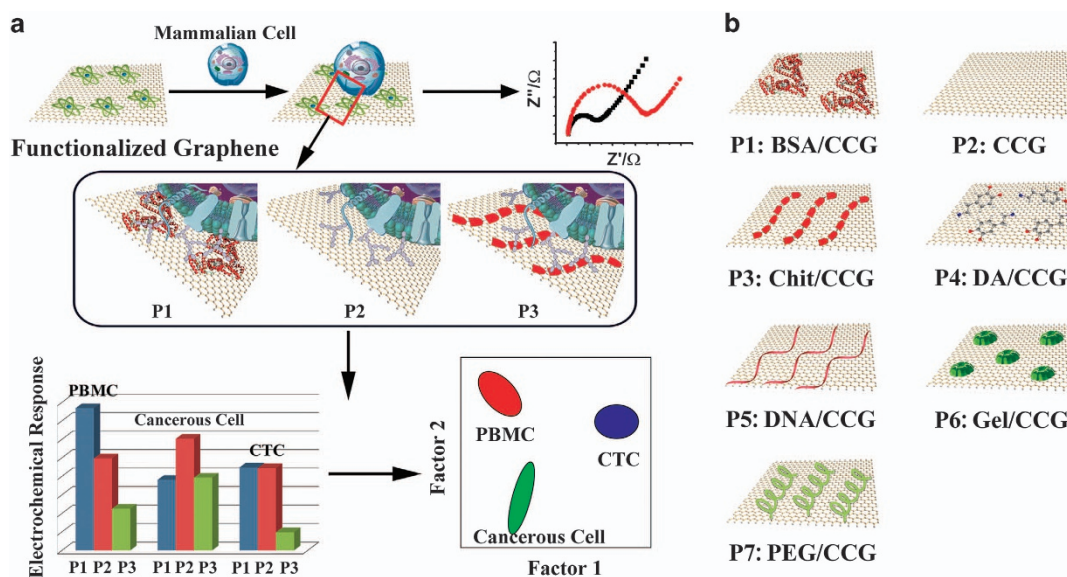 a
Mammalian Cell
Functionalized Graphene
Z"/Ω
Z'/Ω
P1 P2 P3
Electrochemical Response
PBMC
Cancerous Cell
CTC
P1 P2 P3 P1 P2 P3 P1 P2 P3
Factor 2
PBMC
CTC
Cancerous Cell
Factor 1
b
P1: BSA/CCG P2: CCG
P3: Chit/CCG P4: DA/CCG
P5: DNA/CCG P6: Gel/CCG
P7: PEG/CCG